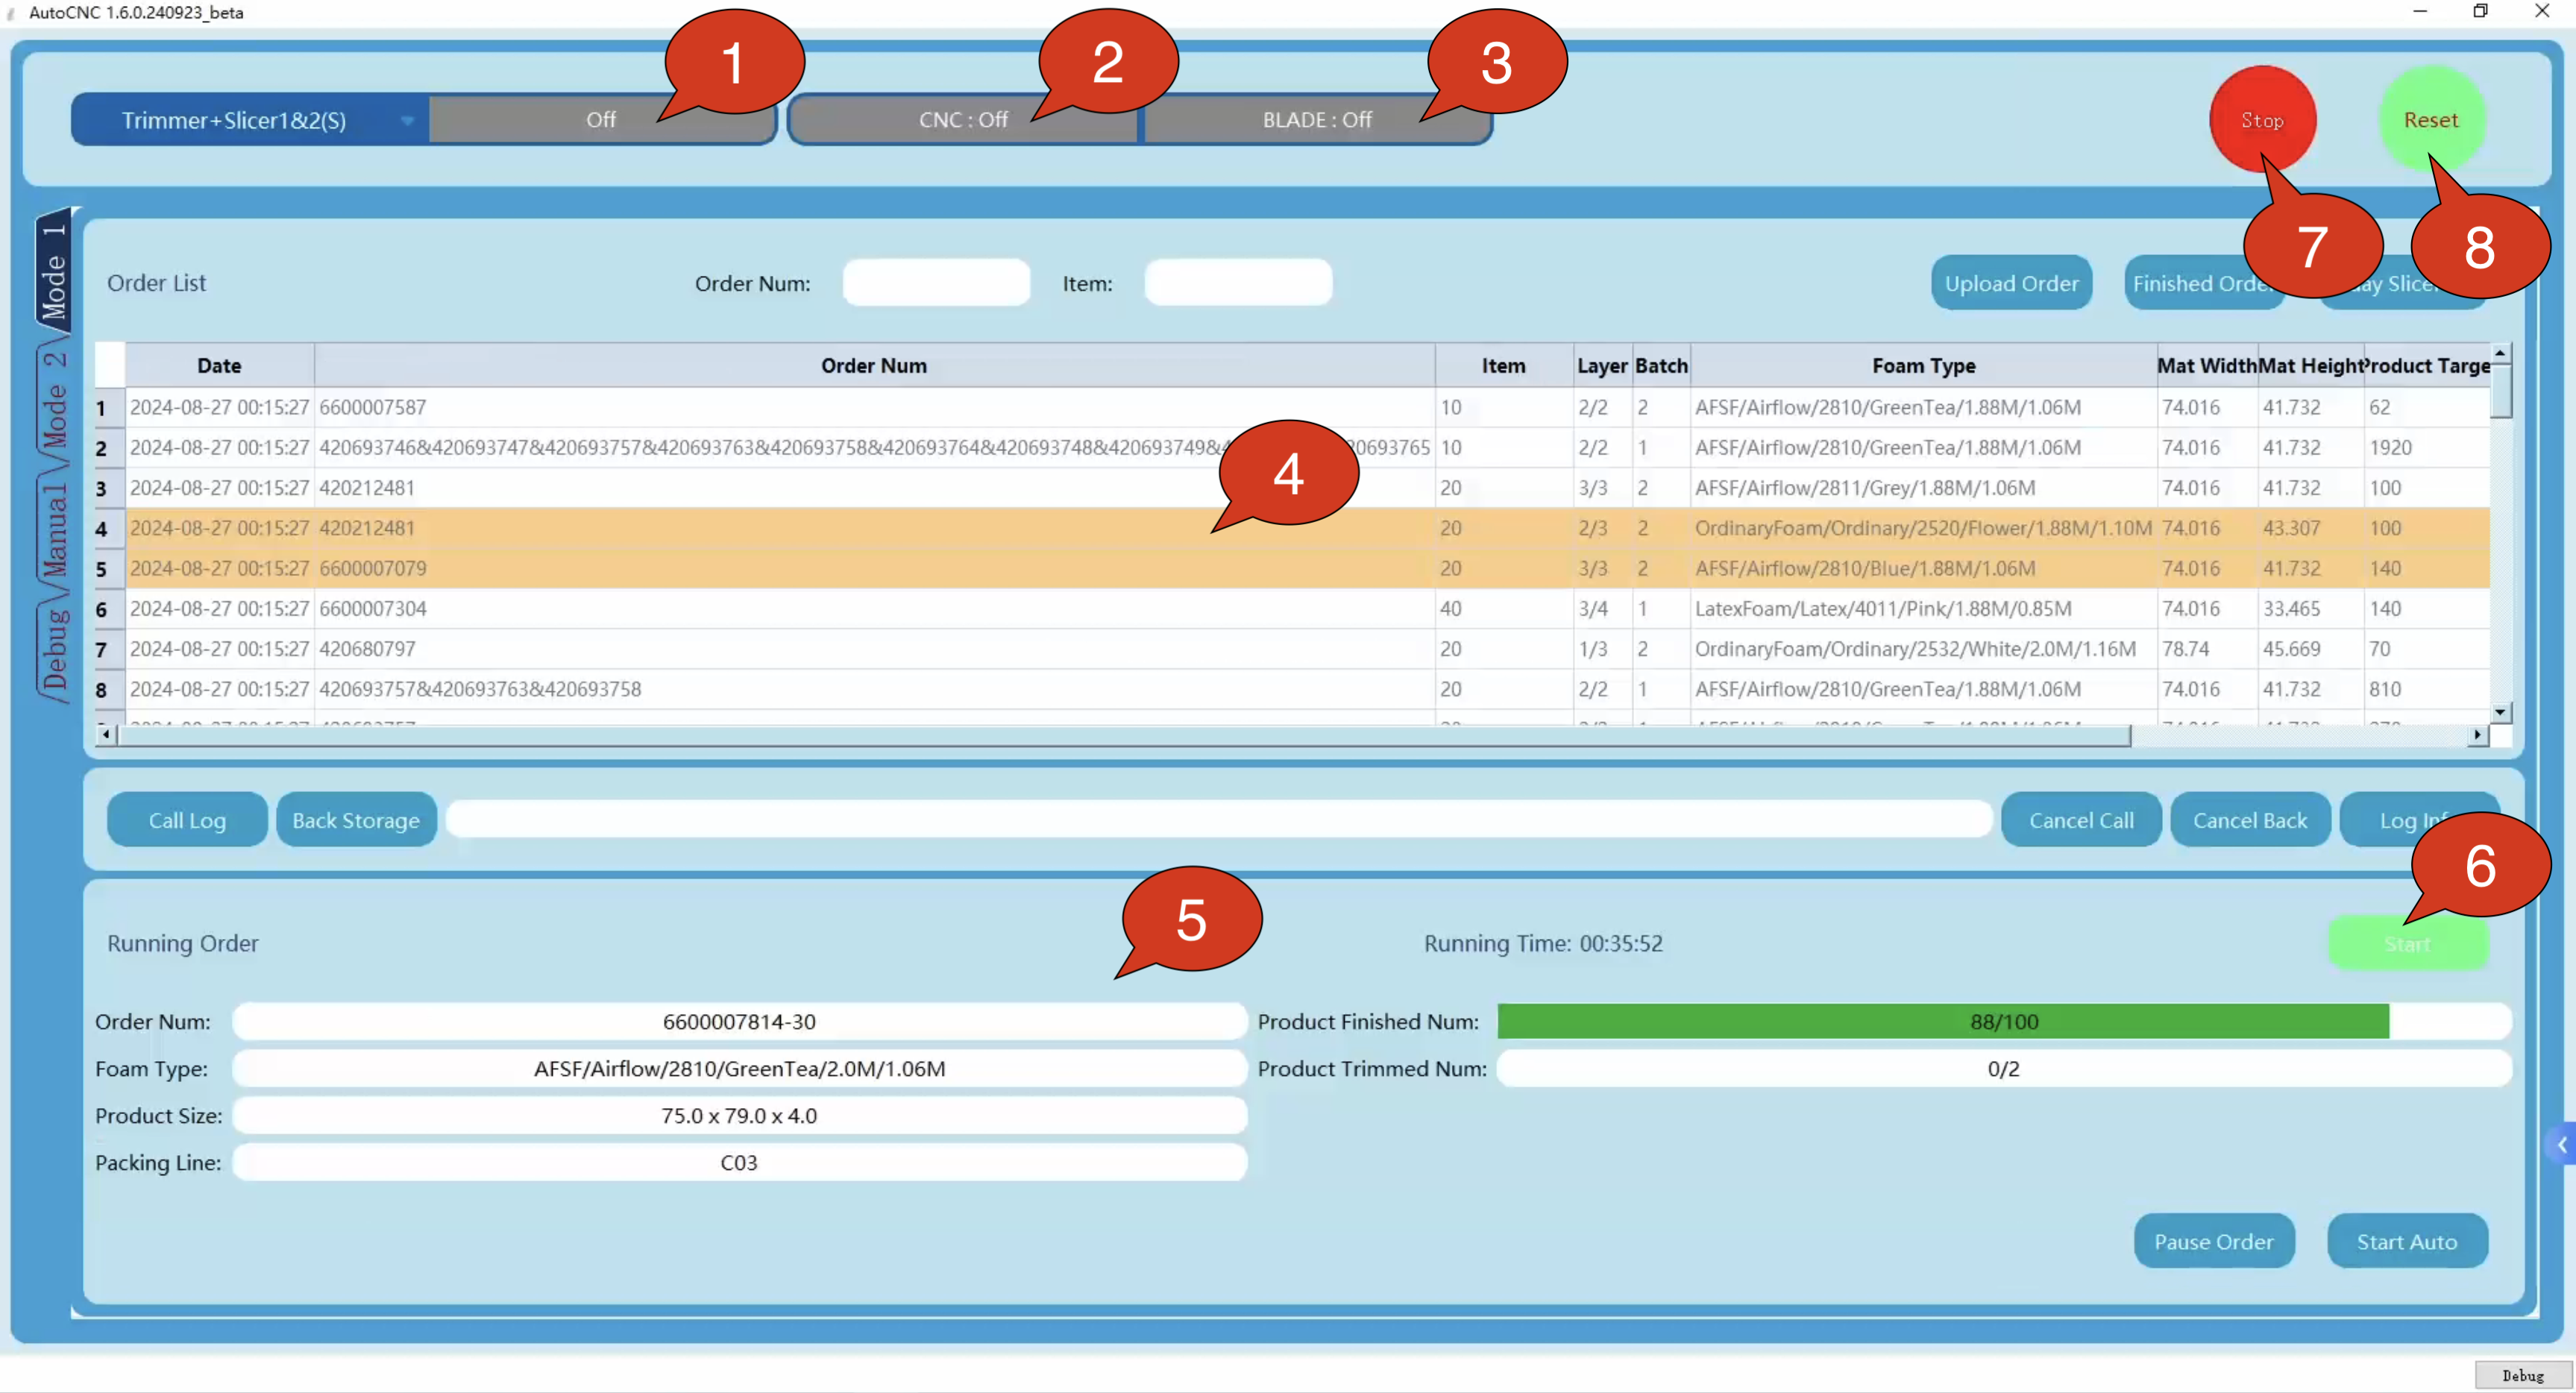 AutoCNC 1.6.0.240923_beta
1
2
3
Trimmer+Slicer1&2(S)
Off
CNC : Off
BLADE : Off
Stop
Reset
7
8
Mode 1
Mode 2
Manual
Debug
Order List
Order Num:
Item:
Upload Order
Finished Orde
ay Slice
Date Order Num Item Layer Batch Foam Type Mat Width Mat Height Product Targe
1 2024-08-27 00:15:27 6600007587 10 2/2 2 AFSF/Airflow/2810/GreenTea/1.88M/1.06M 74.016 41.732 62
2 2024-08-27 00:15:27 420693746&420693747&420693757&420693763&420693758&420693764&420693748&420693749& 20693765 10 2/2 1 AFSF/Airflow/2810/GreenTea/1.88M/1.06M 74.016 41.732 1920
4
3 2024-08-27 00:15:27 420212481 20 3/3 2 AFSF/Airflow/2811/Grey/1.88M/1.06M 74.016 41.732 100
4 2024-08-27 00:15:27 420212481 20 2/3 2 OrdinaryFoam/Ordinary/2520/Flower/1.88M/1.10M 74.016 43.307 100
5 2024-08-27 00:15:27 6600007079 20 3/3 2 AFSF/Airflow/2810/Blue/1.88M/1.06M 74.016 41.732 140
6 2024-08-27 00:15:27 6600007304 40 3/4 1 LatexFoam/Latex/4011/Pink/1.88M/0.85M 74.016 33.465 140
7 2024-08-27 00:15:27 420680797 20 1/3 2 OrdinaryFoam/Ordinary/2532/White/2.0M/1.16M 78.74 45.669 70
8 2024-08-27 00:15:27 420693757&420693763&420693758 20 2/2 1 AFSF/Airflow/2810/GreenTea/1.88M/1.06M 74.016 41.732 810
Call Log
Back Storage
Cancel Call
Cancel Back
Log Inf
6
5
Running Order
Running Time: 00:35:52
Start
Order Num: 6600007814-30
Product Finished Num: 88/100
Foam Type: AFSF/Airflow/2810/GreenTea/2.0M/1.06M
Product Trimmed Num: 0/2
Product Size: 75.0 x 79.0 x 4.0
Packing Line: C03
Pause Order
Start Auto
Debug